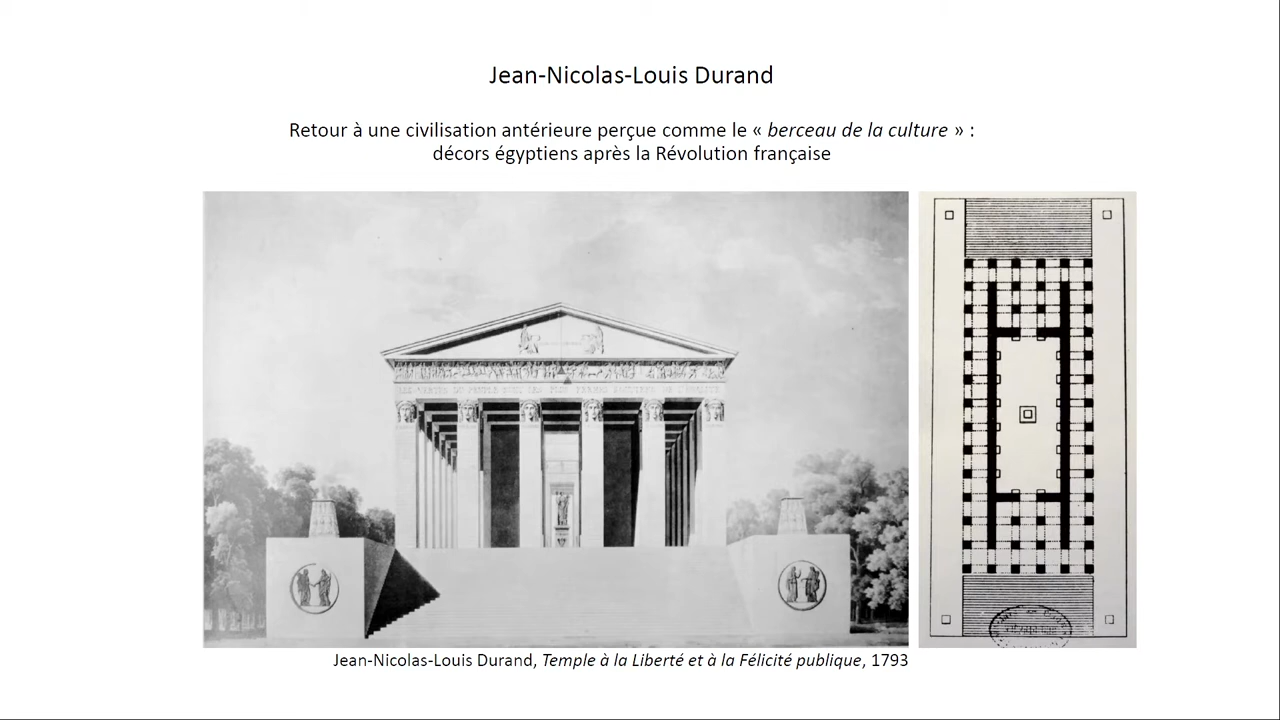 Jean-Nicolas-Louis Durand
Retour à une civilisation antérieure perçue comme le « berceau de la culture » :
décors égyptiens après la Révolution française
Jean-Nicolas-Louis Durand, Temple à la Liberté et à la Félicité publique, 1793